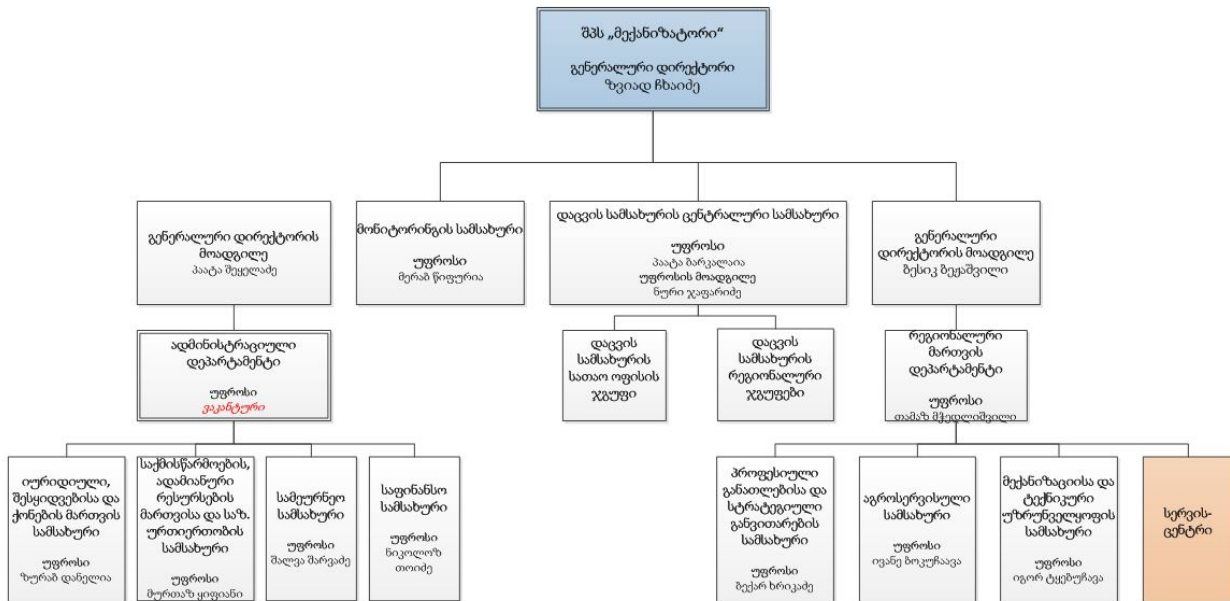 შპს „მექანიზატორი“
გენერალური დირექტორი
ზვიად ჩხაიძე
გენერალური დირექტორის
მოადგილე
პაატა შეყელაძე
მონიტორინგის სამსახური
უფროსი
მერაბ წიფურია
დაცვის სამსახურის ცენტრალური სამსახური
უფროსი
პაატა ბარკალაია
უფროსის მოადგილე
ნური ჯაფარიძე
გენერალური
დირექტორის მოადგილე
ბესიკ ბეჟაშვილი
ადმინისტრაციული
დეპარტამენტი
უფროსი
ვაკანტური
დაცვის
სამსახურის
სათაო ოფისის
ჯგუფი
დაცვის
სამსახურის
რეგიონალური
ჯგუფები
რეგიონალური
მართვის
დეპარტამენტი
უფროსი
თამაზ მჭედლიშვილი
იურიდიული,
შესყიდვებისა და
ქონების მართვის
სამსახური
უფროსი
ზურაბ დანელია
საქმისწარმოების,
ადამიანური
რესურსების
მართვისა და საზ.
ურთიერთობის
სამსახური
უფროსი
მურთაზ ყიფიანი
სამეურნეო
სამსახური
უფროსი
შალვა შარვაძე
საფინანსო
სამსახური
უფროსი
ნიკოლოზ
თოიძე
პროფესიული
განათლებისა და
სტრატეგიული
განვითარების
სამსახური
უფროსი
ბექარ ხრიკაძე
აგროსერვისული
სამსახური
უფროსი
ივანე ბოკუჩაავა
მექანიზაციისა და
ტექნიკური
უზრუნველყოფის
სამსახური
უფროსი
იგორ ტყებუჩავა
სერვის-
ცენტრი